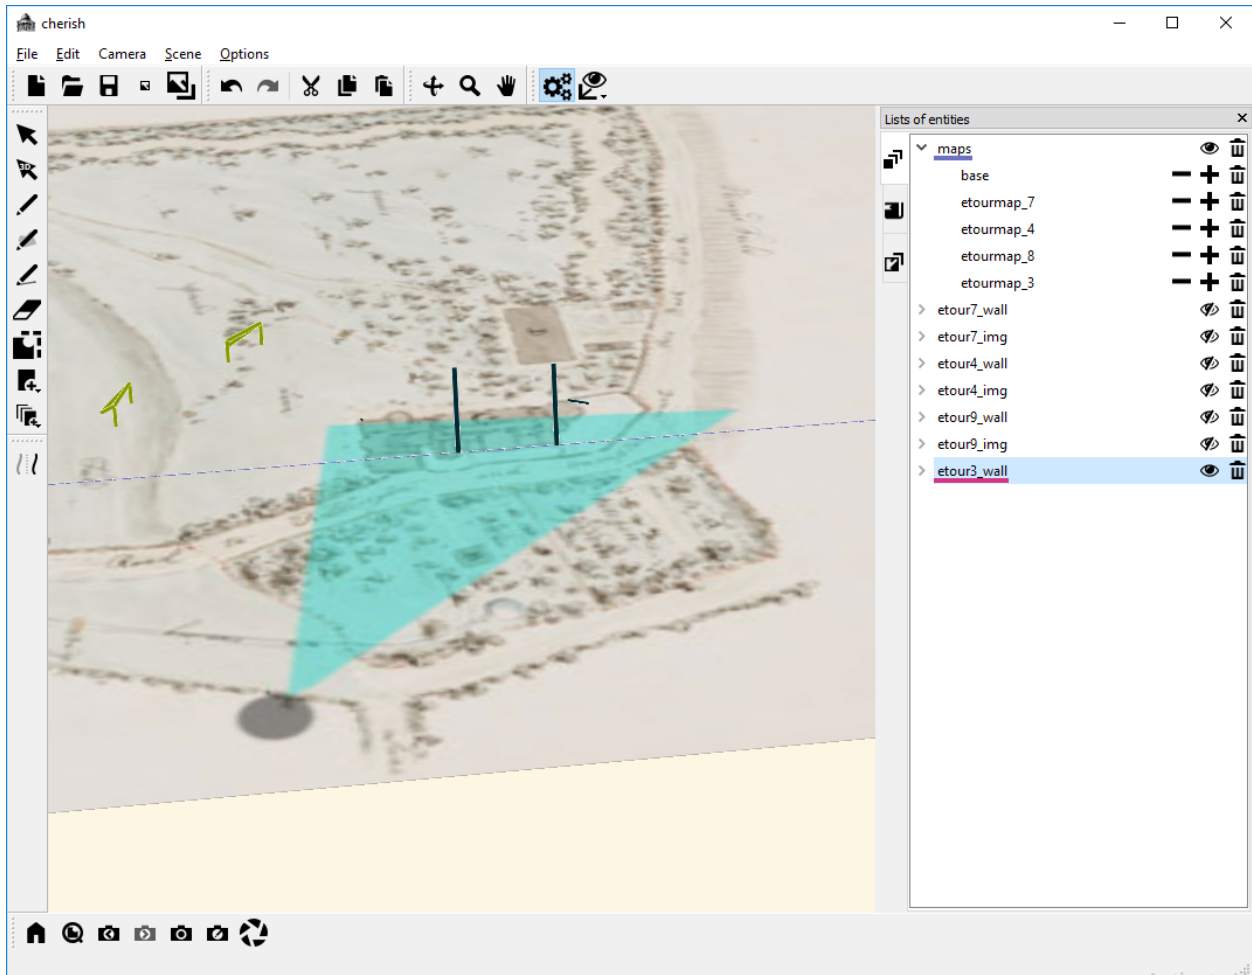 cherish
File Edit Camera Scene Options
Lists of entities
maps
base
etourmap_7
etourmap_4
etourmap_8
etourmap_3
etour7_wall
etour7_img
etour4_wall
etour4_img
etour9_wall
etour9_img
etour3_wall